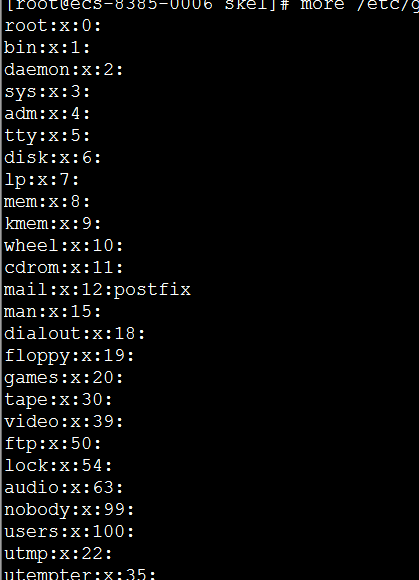 [root@ecs-8385-0006 skel]# more /etc/g
root:x:0:
bin:x:1:
daemon:x:2:
sys:x:3:
adm:x:4:
tty:x:5:
disk:x:6:
lp:x:7:
mem:x:8:
kmem:x:9:
wheel:x:10:
cdrom:x:11:
mail:x:12:postfix
man:x:15:
dialout:x:18:
floppy:x:19:
games:x:20:
tape:x:30:
video:x:39:
ftp:x:50:
lock:x:54:
audio:x:63:
nobody:x:99:
users:x:100:
utmp:x:22:
utempter:x:35: